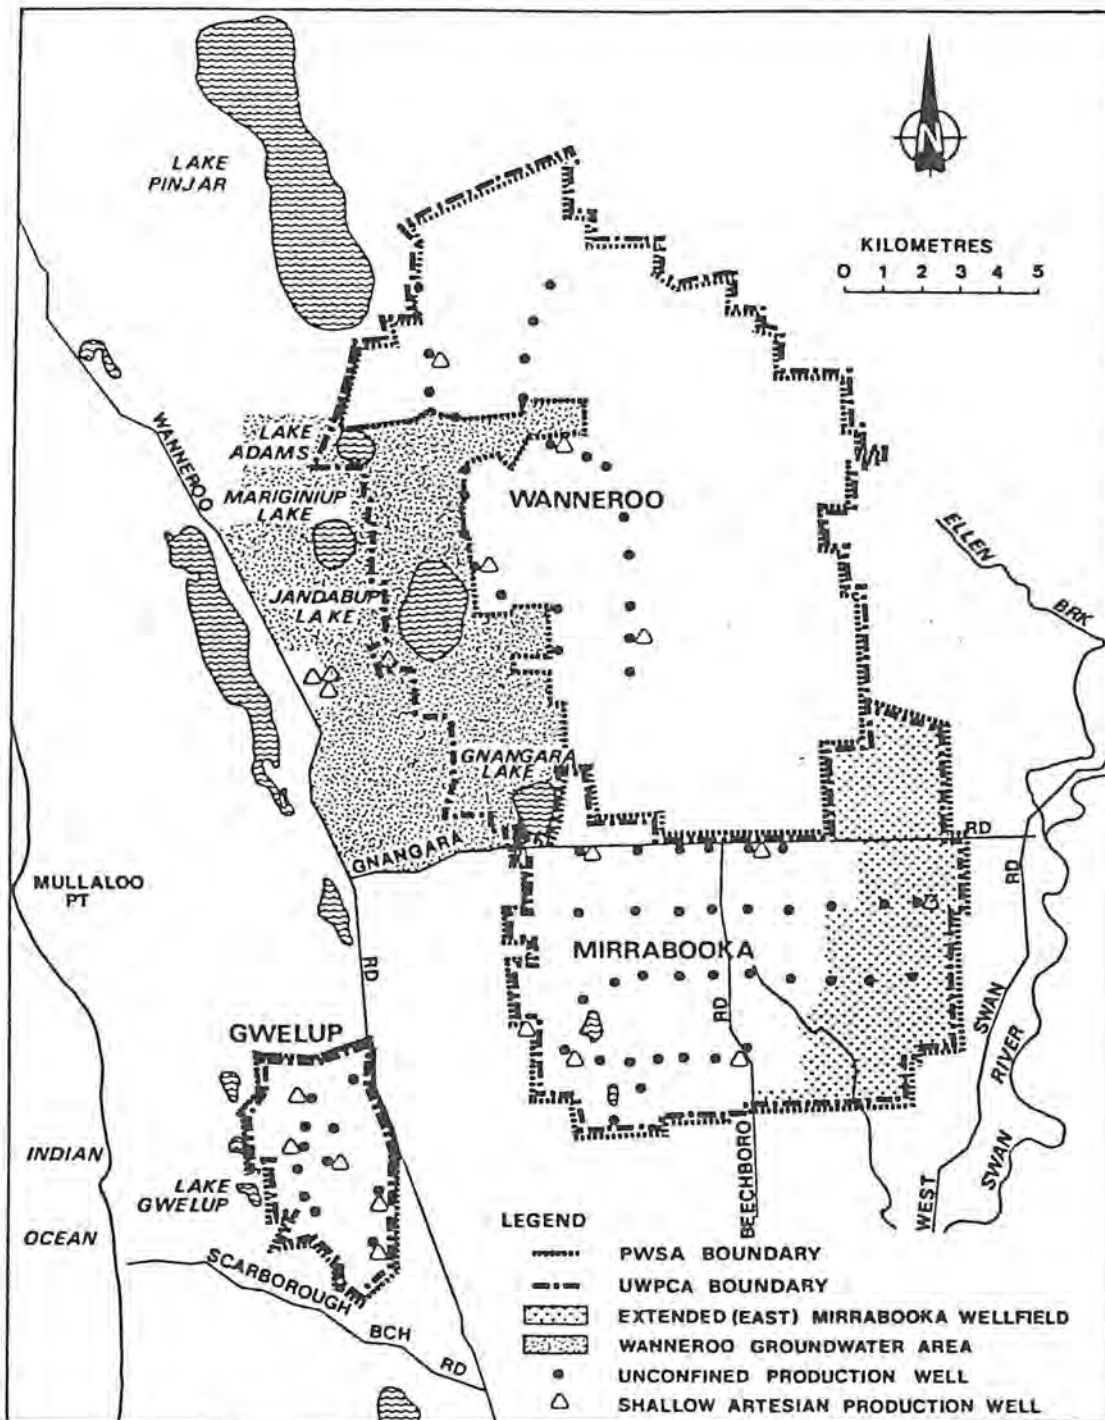 LAKE
PINJAR
N
KILOMETRES
0 1 2 3 4 5
WANNEROO
LAKE
ADAMS
MARIGINIUP
LAKE
WANNEROO
ELLEN
BRK
JANDABUP
LAKE
GNANGARA
LAKE
GNANGARA
RD
MULLALOO
PT
RD
MIRRABOOKA
RD
RD
SWAN
RIVER
GWELUP
INDIAN
OCEAN
LAKE
GWELUP
SCARBOROUGH
BCH
RD
BEECHBORO
WEST
SWAN
LEGEND
PWSA BOUNDARY
UWPCA BOUNDARY
EXTENDED (EAST) MIRRABOOKA WELLFIELD
WANNEROO GROUNDWATER AREA
UNCONFINED PRODUCTION WELL
SHALLOW ARTESIAN PRODUCTION WELL